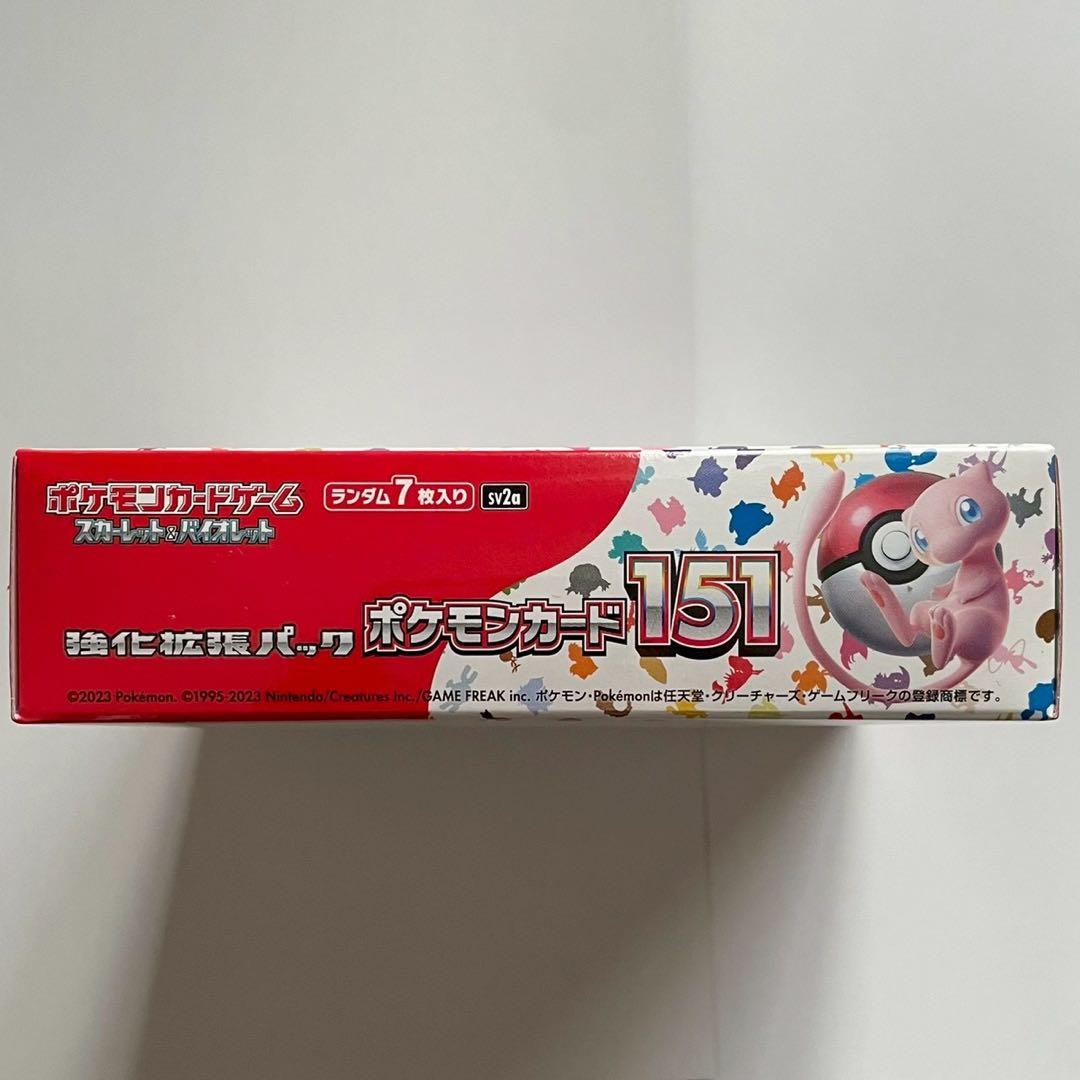 ポケモンカードゲーム
スカーレット&バイオレット
ランダム7枚入り
sv2a
強化拡張パック
ポケモンカード151
©2023 Pokémon. ©1995-2023 Nintendo/Creatures Inc./GAME FREAK inc. ポケモン・Pokémonは任天堂・クリーチャーズ・ゲームフリークの登録商標です。